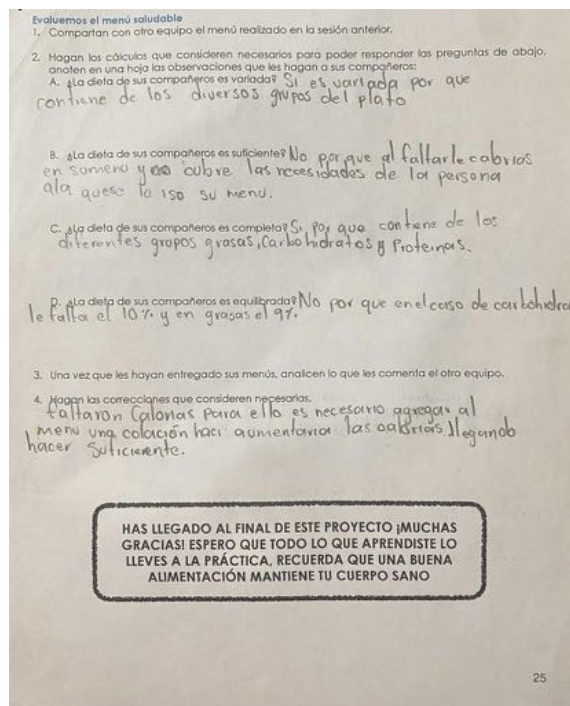 Evaluemos el menú saludable
1. Compartan con otro equipo el menú realizado en la sesión anterior.
2. Hagan los cálculos que consideren necesarios para poder responder las preguntas de abajo,
anoten en una hoja las observaciones que les hagan a sus compañeros:
A. ¿La dieta de sus compañeros es variada? Si es variada por que
contiene de los diversos grupos del plato
B. ¿La dieta de sus compañeros es suficiente? No por que al faltarle calorias
en su menu y no cubre las necesidades de la persona
ala que se le iso su menu.
C. ¿La dieta de sus compañeros es completa? Si, por que contiene de los
diferentes grupos grasas, Carbohidratos y Proteinas.
D. ¿La dieta de sus compañeros es equilibrada? No por que en el caso de carbohidra
le falta el 10% y en grasas el 9%.
3. Una vez que les hayan entregado sus menús, analicen lo que les comenta el otro equipo.
4. Hagan las correcciones que consideren necesarias.
faltaron Calorias para ello es necesario agregar al
menu una colación haci aumentaria las calorias llegando
hacer suficiente.
HAS LLEGADO AL FINAL DE ESTE PROYECTO ¡MUCHAS
GRACIAS! ESPERO QUE TODO LO QUE APRENDISTE LO
LLEVES A LA PRÁCTICA, RECUERDA QUE UNA BUENA
ALIMENTACIÓN MANTIENE TU CUERPO SANO
25